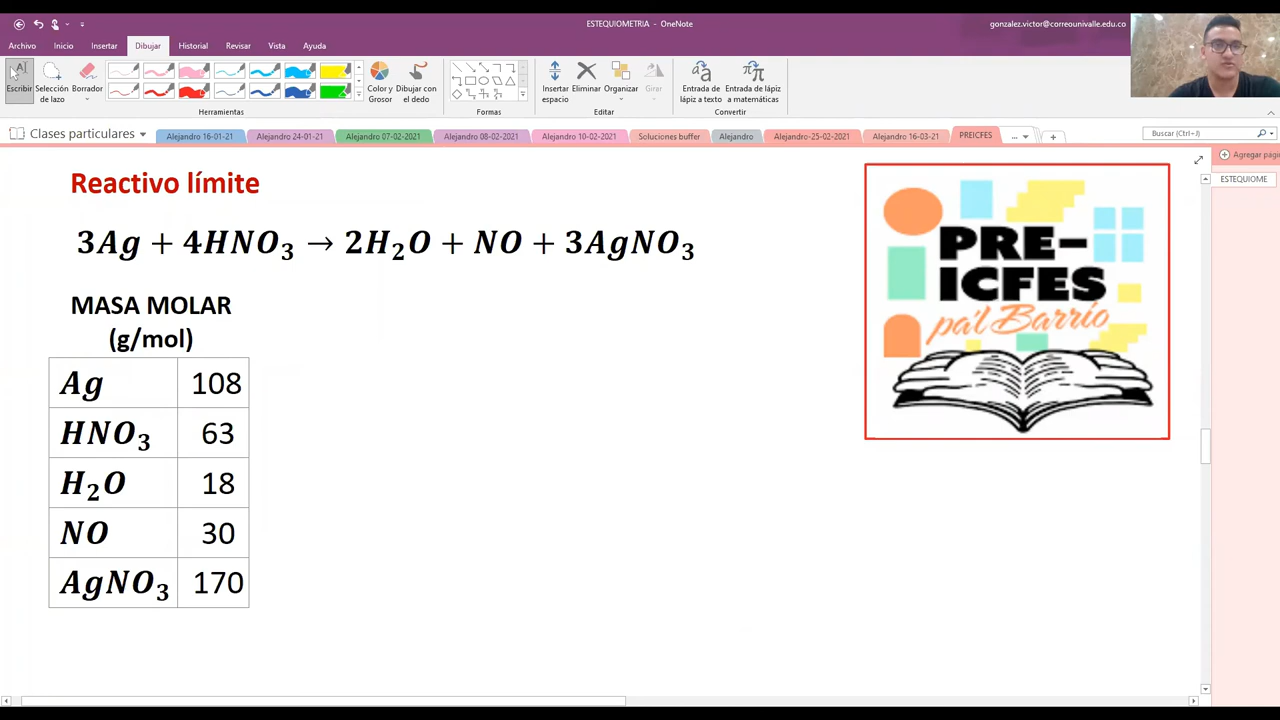 ESTEQUIOMETRIA - OneNote
gonzalez.victor@correounivalle.edu.co
Archivo Inicio Insertar Dibujar Historial Revisar Vista Ayuda
Escribir
Selección de lazo
Borrador
Color y Grosor
Dibujar con el dedo
Insertar espacio
Eliminar
Organizar
Girar
Entrada de lápiz a texto
Entrada de lápiz a matemáticas
Herramientas Formas Editar Convertir
Clases particulares
Alejandro 16-01-21 Alejandro 24-01-21 Alejandro 07-02-2021 Alejandro 08-02-2021 Alejandro 10-02-2021 Soluciones buffer Alejandro Alejandro-25-02-2021 Alejandro 16-03-21 PREICFES ...
Buscar (Ctrl+J)
Agregar pági
ESTEQUIOME
Reactivo límite
3Ag + 4HNO₃ → 2H₂O + NO + 3AgNO₃
MASA MOLAR
(g/mol)
Ag 108
HNO₃ 63
H₂O 18
NO 30
AgNO₃ 170
PRE-
ICFES
pa'l Barrio